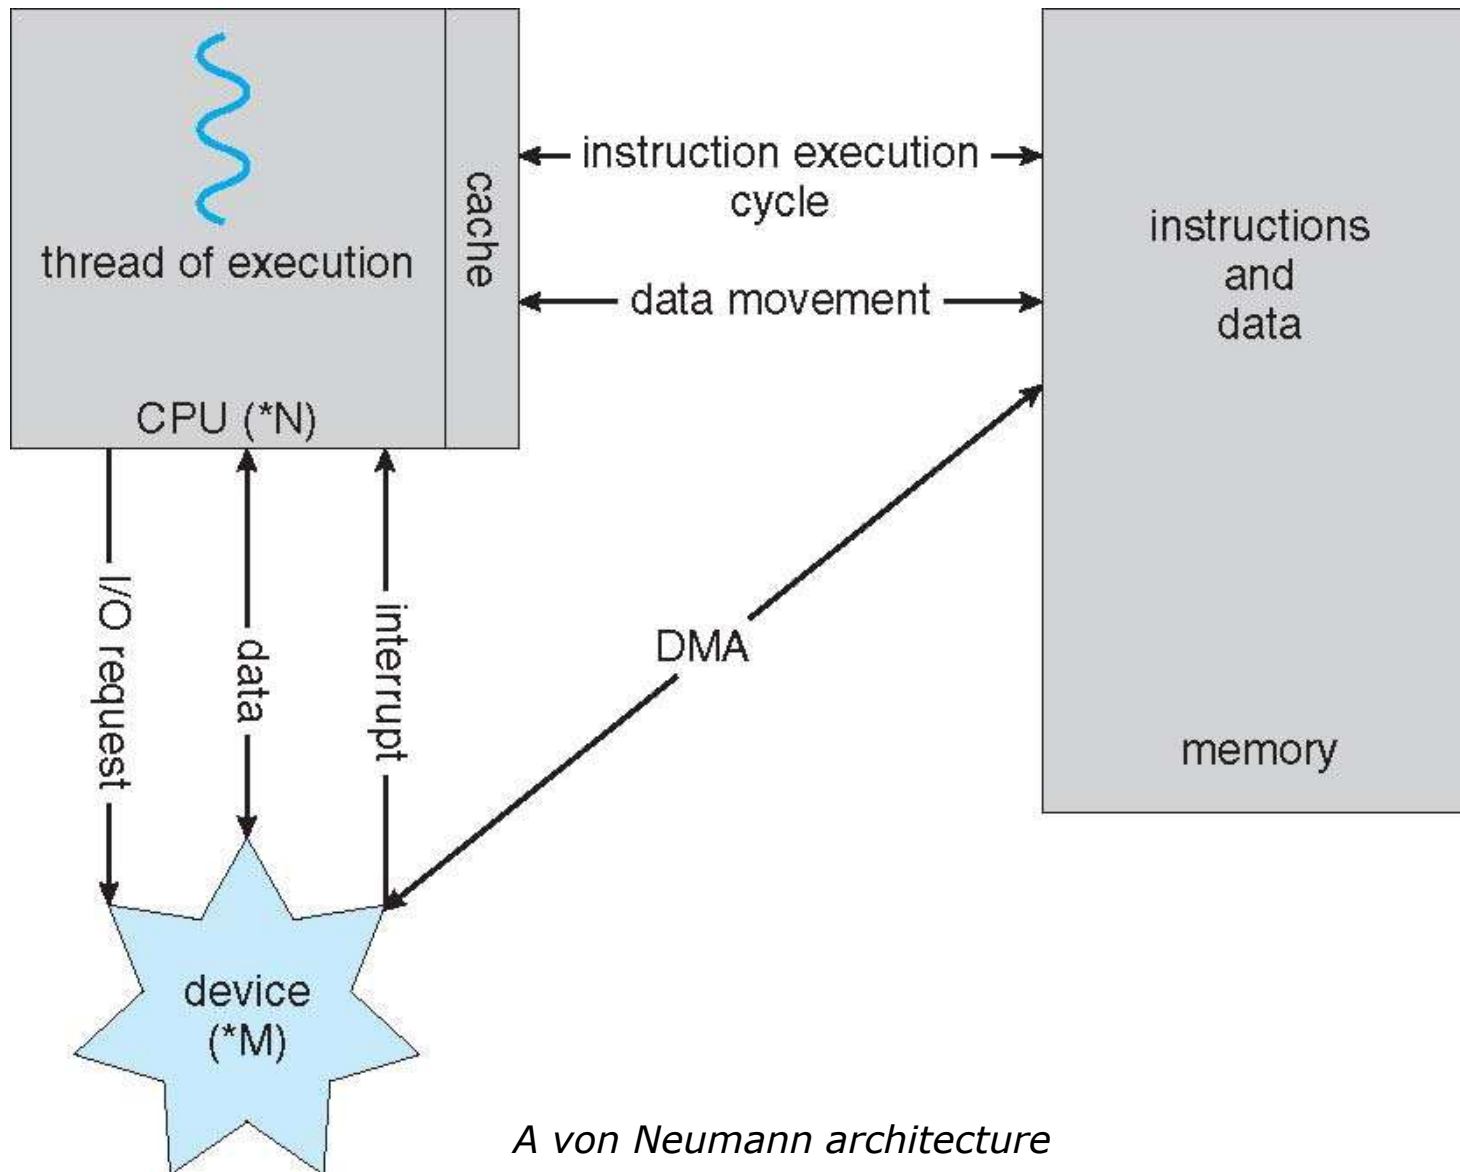 thread of execution
CPU (*N)
cache
instruction execution
cycle
data movement
instructions
and
data
memory
I/O request
data
interrupt
DMA
device
(*M)
A von Neumann architecture